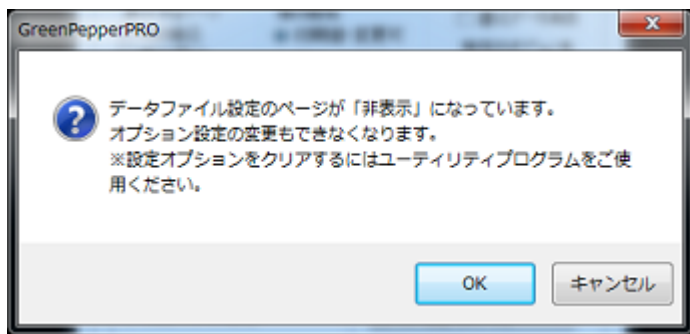 GreenPepperPRO
データファイル設定のページが「非表示」になっています。
オプション設定の変更もできなくなります。
※設定オプションをクリアするにはユーティリティプログラムをご使
用ください。
OK
キャンセル